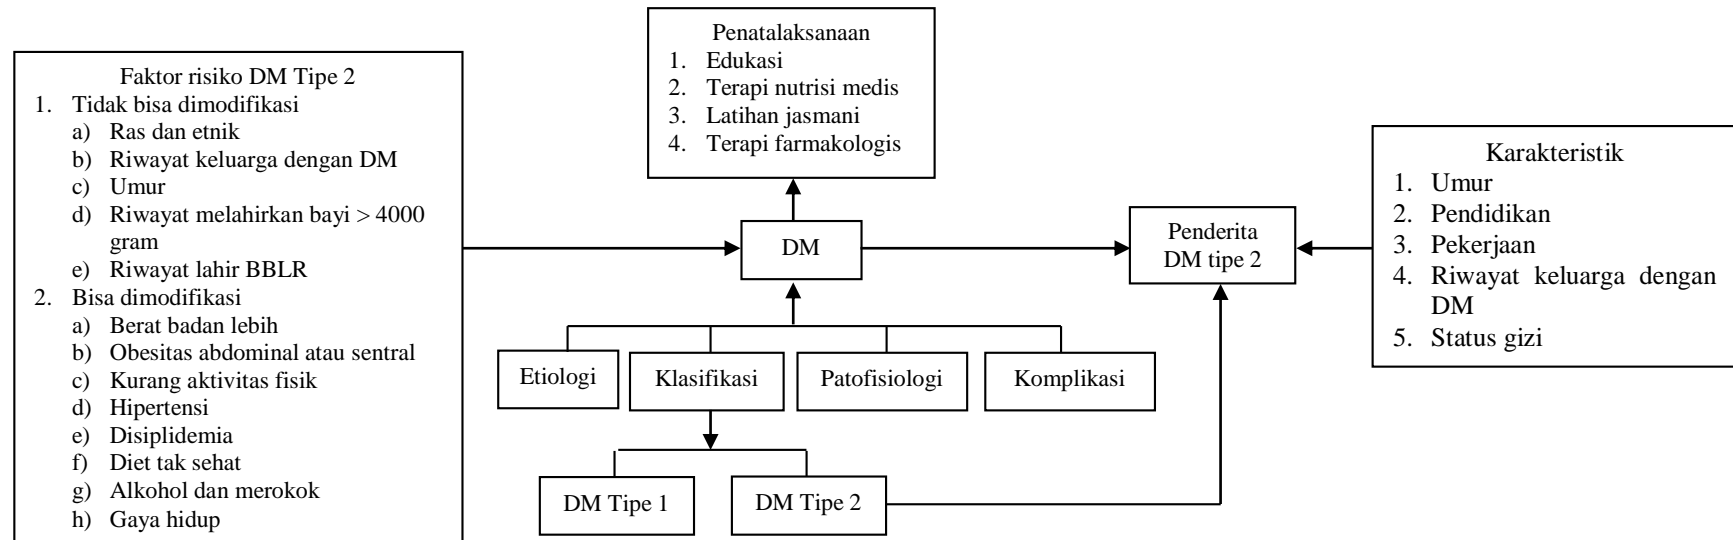 Faktor risiko DM Tipe 2
1. Tidak bisa dimodifikasi
a) Ras dan etnik
b) Riwayat keluarga dengan DM
c) Umur
d) Riwayat melahirkan bayi > 4000
gram
e) Riwayat lahir BBLR
2. Bisa dimodifikasi
a) Berat badan lebih
b) Obesitas abdominal atau sentral
c) Kurang aktivitas fisik
d) Hipertensi
e) Disiplidemia
f) Diet tak sehat
g) Alkohol dan merokok
h) Gaya hidup
Penatalaksanaan
1. Edukasi
2. Terapi nutrisi medis
3. Latihan jasmani
4. Terapi farmakologis
DM
Etiologi
Klasifikasi
Patofisiologi
Komplikasi
DM Tipe 1
DM Tipe 2
Penderita
DM tipe 2
Karakteristik
1. Umur
2. Pendidikan
3. Pekerjaan
4. Riwayat keluarga dengan
DM
5. Status gizi